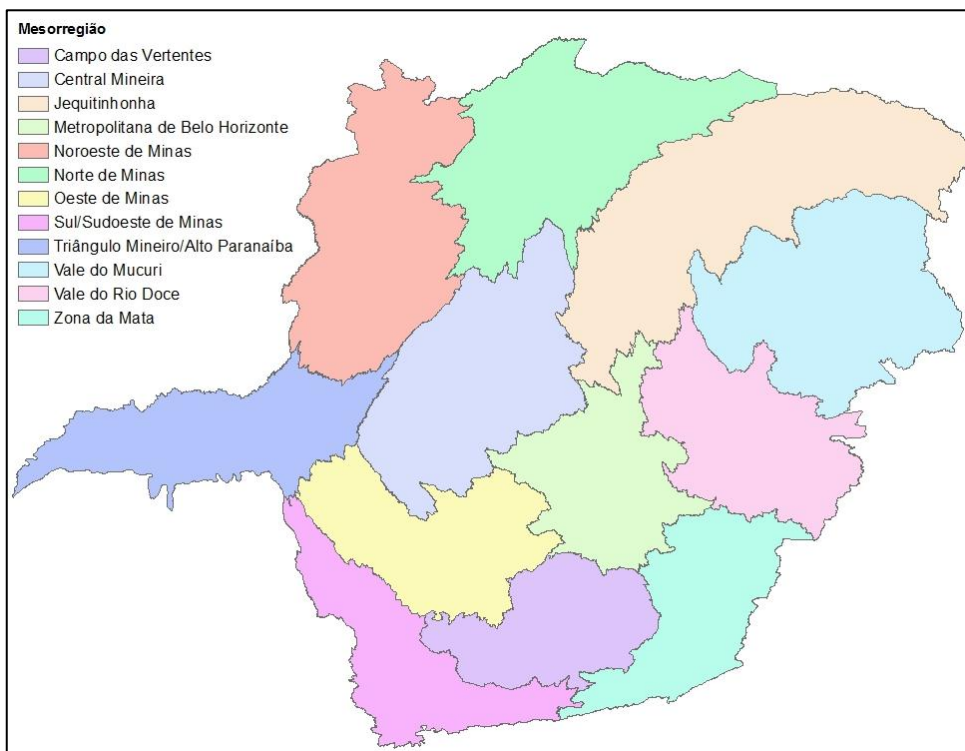 Mesorregião
Campo das Vertentes
Central Mineira
Jequitinhonha
Metropolitana de Belo Horizonte
Noroeste de Minas
Norte de Minas
Oeste de Minas
Sul/Sudoeste de Minas
Triângulo Mineiro/Alto Paranaíba
Vale do Mucuri
Vale do Rio Doce
Zona da Mata